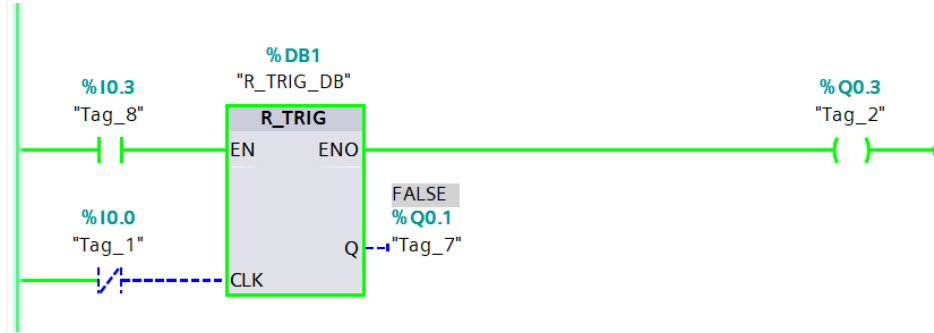 %DB1
"R_TRIG_DB"
%I0.3
"Tag_8"
%Q0.3
"Tag_2"
R_TRIG
EN ENO
FALSE
%I0.0
%Q0.1
"Tag_1"
Q
"Tag_7"
CLK